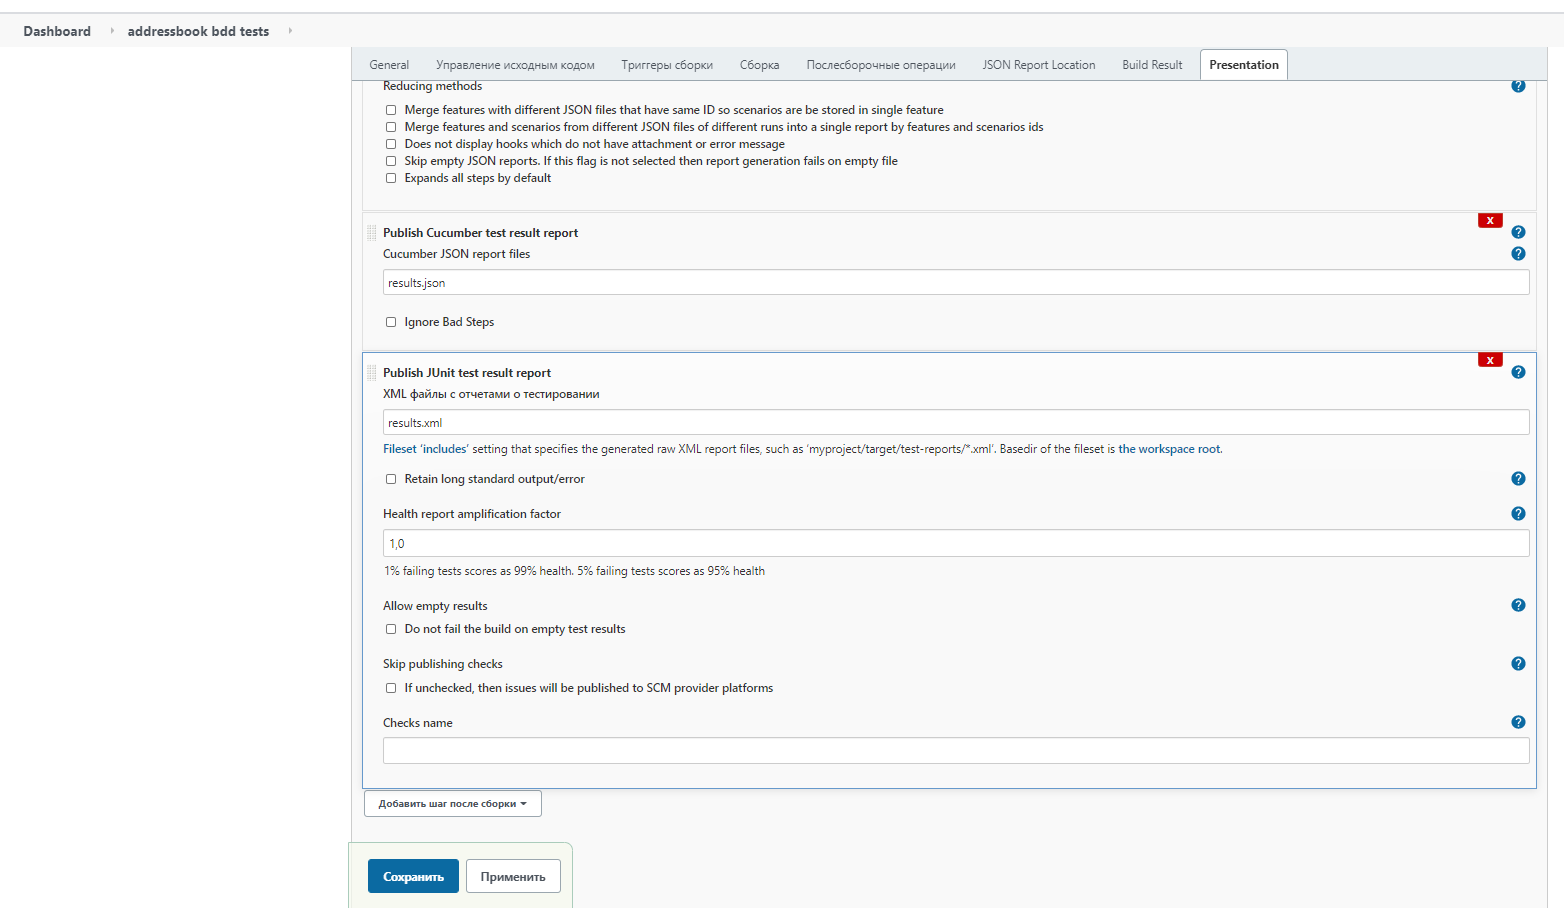 Dashboard addressbook bdd tests
General Управление исходным кодом Триггеры сборки Сборка Послесборочные операции JSON Report Location Build Result Presentation
Reducing methods
Merge features with different JSON files that have same ID so scenarios are be stored in single feature
Merge features and scenarios from different JSON files of different runs into a single report by features and scenarios ids
Does not display hooks which do not have attachment or error message
Skip empty JSON reports. If this flag is not selected then report generation fails on empty file
Expands all steps by default
X
Publish Cucumber test result report
Cucumber JSON report files
results.json
Ignore Bad Steps
X
Publish JUnit test result report
XML файлы с отчетами о тестировании
results.xml
Fileset ‘includes’ setting that specifies the generated raw XML report files, such as ‘myproject/target/test-reports/*.xml’. Basedir of the fileset is the workspace root.
Retain long standard output/error
Health report amplification factor
1,0
1% failing tests scores as 99% health. 5% failing tests scores as 95% health
Allow empty results
Do not fail the build on empty test results
Skip publishing checks
If unchecked, then issues will be published to SCM provider platforms
Checks name
Добавить шаг после сборки
Сохранить Применить